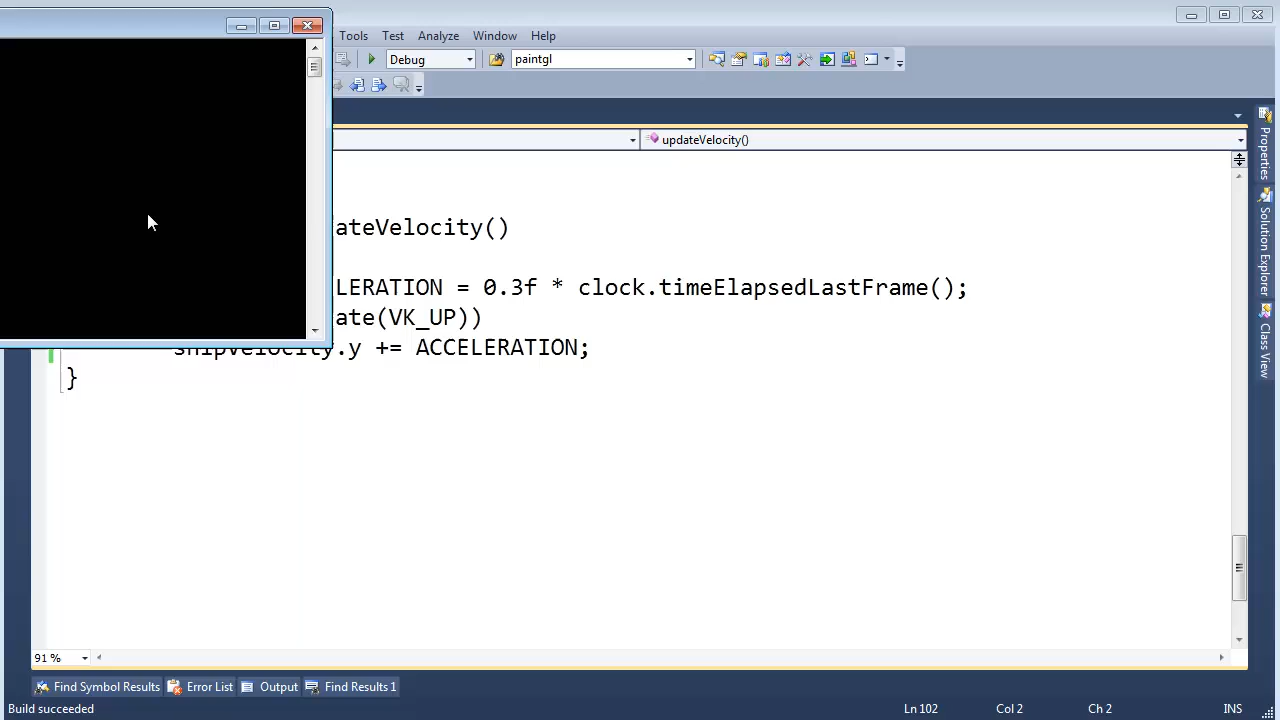 Tools Test Analyze Window Help
Debug paintgl
updateVelocity()
ateVelocity()
LERATION = 0.3f * clock.timeElapsedLastFrame();
ate(VK_UP))
shipVelocity.y += ACCELERATION;
}
Properties
Solution Explorer
Class View
91 %
Find Symbol Results Error List Output Find Results 1
Build succeeded Ln 102 Col 2 Ch 2 INS